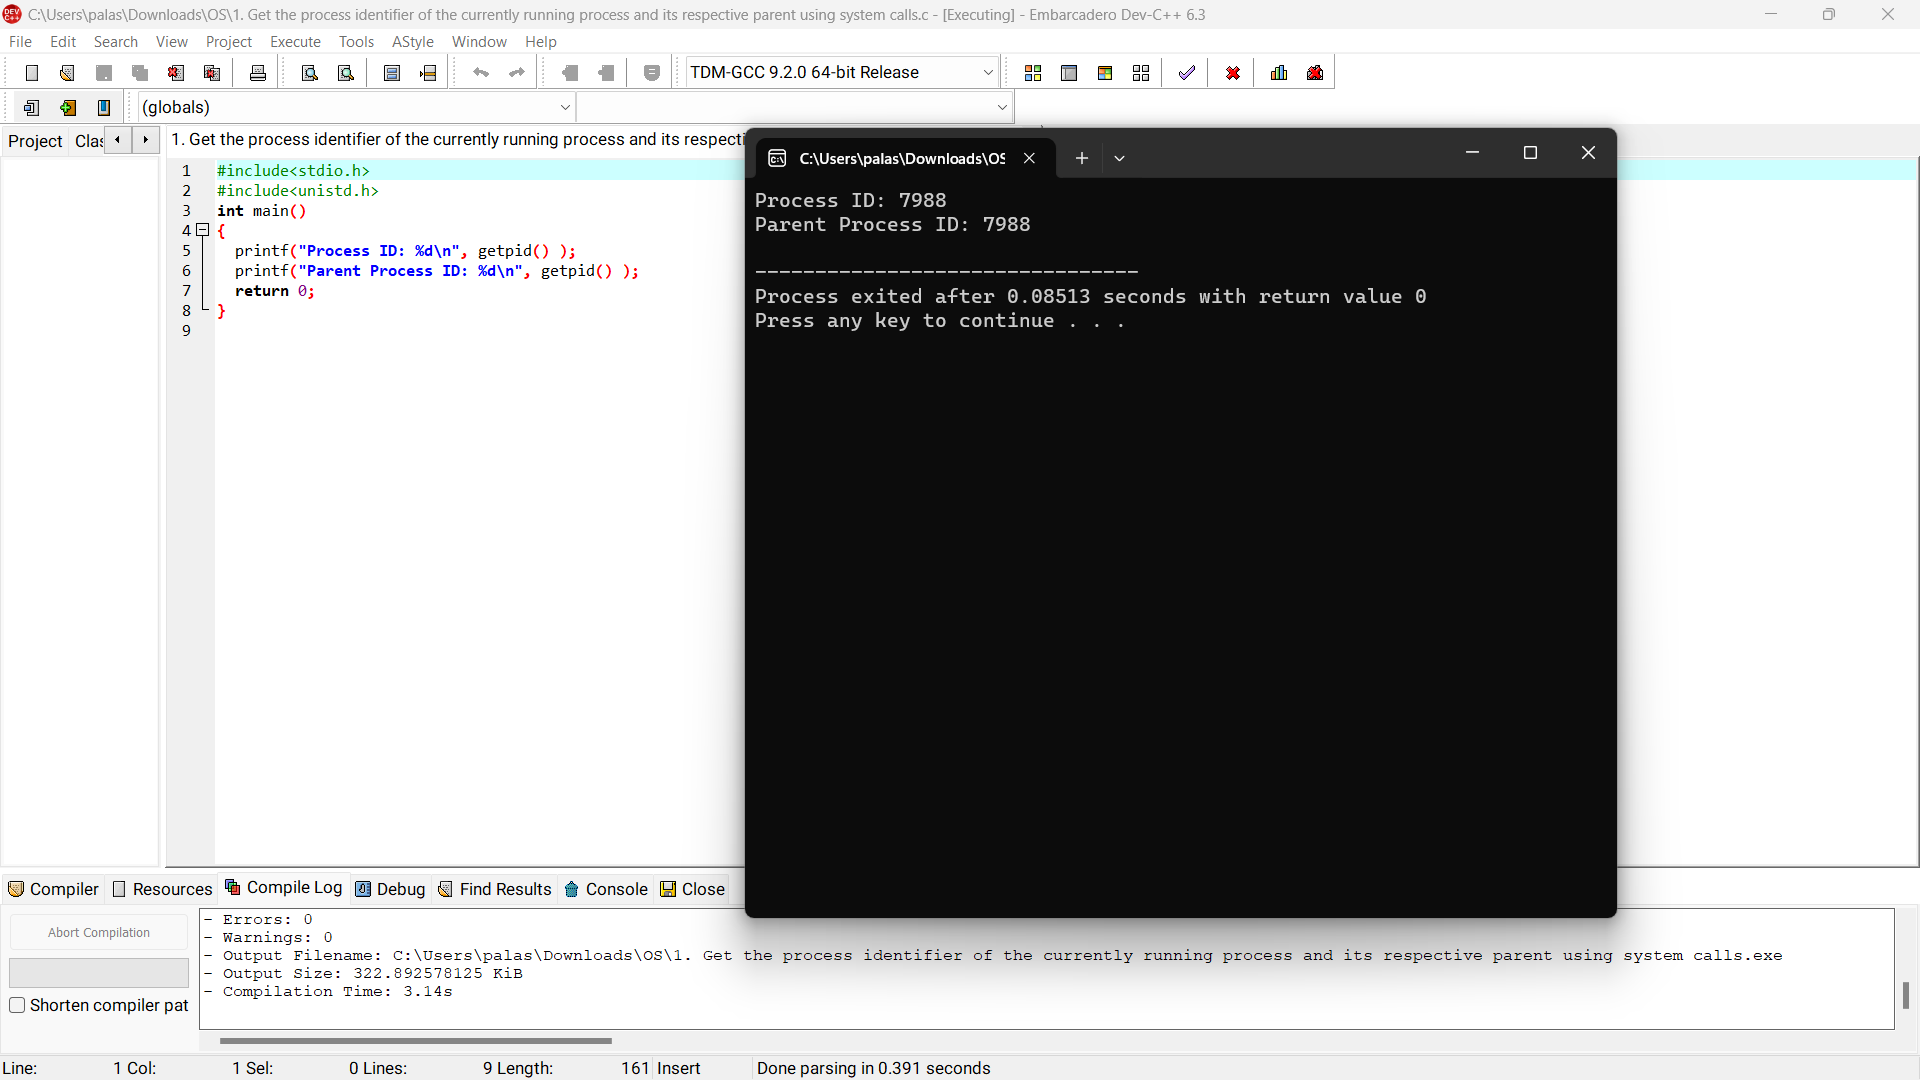 C:\Users\palas\Downloads\OS\1. Get the process identifier of the currently running process and its respective parent using system calls.c - [Executing] - Embarcadero Dev-C++ 6.3
File Edit Search View Project Execute Tools AStyle Window Help
TDM-GCC 9.2.0 64-bit Release
(globals)
Project Clas
1. Get the process identifier of the currently running process and its respecti
1 #include<stdio.h>
2 #include<unistd.h>
3 int main()
4 {
5 printf("Process ID: %d\n", getpid() );
6 printf("Parent Process ID: %d\n", getpid() );
7 return 0;
8 }
9
C:\Users\palas\Downloads\OS
Process ID: 7988
Parent Process ID: 7988
--------------------------------
Process exited after 0.08513 seconds with return value 0
Press any key to continue . . .
Compiler Resources Compile Log Debug Find Results Console Close
Abort Compilation
Shorten compiler pat
- Errors: 0
- Warnings: 0
- Output Filename: C:\Users\palas\Downloads\OS\1. Get the process identifier of the currently running process and its respective parent using system calls.exe
- Output Size: 322.892578125 KiB
- Compilation Time: 3.14s
Line: 1 Col: 1 Sel: 0 Lines: 9 Length: 161 Insert Done parsing in 0.391 seconds